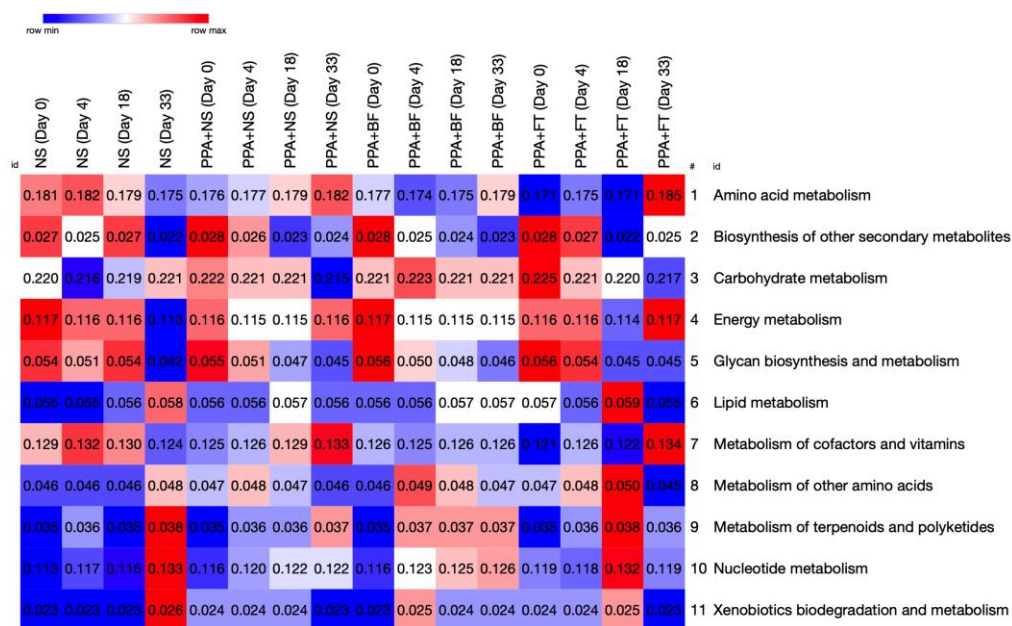 row min row max
id NS (Day 0) NS (Day 4) NS (Day 18) NS (Day 33) PPA+NS (Day 0) PPA+NS (Day 4) PPA+NS (Day 18) PPA+NS (Day 33) PPA+BF (Day 0) PPA+BF (Day 4) PPA+BF (Day 18) PPA+BF (Day 33) PPA+FT (Day 0) PPA+FT (Day 4) PPA+FT (Day 18) PPA+FT (Day 33) # id
0.181 0.182 0.179 0.175 0.176 0.177 0.179 0.182 0.177 0.174 0.175 0.179 0.171 0.175 0.171 0.185 1 Amino acid metabolism
0.027 0.025 0.027 0.022 0.028 0.026 0.023 0.024 0.028 0.025 0.024 0.023 0.028 0.027 0.022 0.025 2 Biosynthesis of other secondary metabolites
0.220 0.216 0.219 0.221 0.222 0.221 0.221 0.215 0.221 0.223 0.221 0.221 0.225 0.221 0.220 0.217 3 Carbohydrate metabolism
0.117 0.116 0.116 0.113 0.116 0.115 0.115 0.116 0.117 0.115 0.115 0.115 0.116 0.116 0.114 0.117 4 Energy metabolism
0.054 0.051 0.054 0.042 0.055 0.051 0.047 0.045 0.056 0.050 0.048 0.046 0.056 0.054 0.045 0.045 5 Glycan biosynthesis and metabolism
0.055 0.055 0.056 0.058 0.056 0.056 0.057 0.056 0.056 0.056 0.057 0.057 0.057 0.056 0.059 0.055 6 Lipid metabolism
0.129 0.132 0.130 0.124 0.125 0.126 0.129 0.133 0.126 0.125 0.126 0.126 0.121 0.126 0.122 0.134 7 Metabolism of cofactors and vitamins
0.046 0.046 0.046 0.048 0.047 0.048 0.047 0.046 0.046 0.049 0.048 0.047 0.047 0.048 0.050 0.045 8 Metabolism of other amino acids
0.035 0.036 0.035 0.038 0.035 0.036 0.036 0.037 0.035 0.037 0.037 0.037 0.035 0.036 0.038 0.036 9 Metabolism of terpenoids and polyketides
0.113 0.117 0.115 0.133 0.116 0.120 0.122 0.122 0.116 0.123 0.125 0.126 0.119 0.118 0.132 0.119 10 Nucleotide metabolism
0.023 0.023 0.023 0.026 0.024 0.024 0.024 0.023 0.023 0.025 0.024 0.024 0.024 0.024 0.025 0.023 11 Xenobiotics biodegradation and metabolism